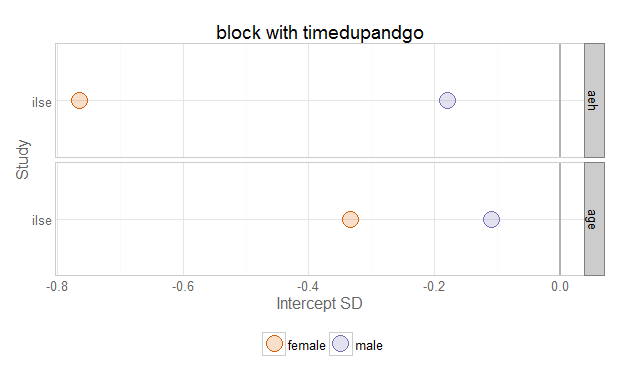 block with timedupandgo
Study
ilse
aeh
ilse
age
-0.8 -0.6 -0.4 -0.2 0.0
Intercept SD
female male